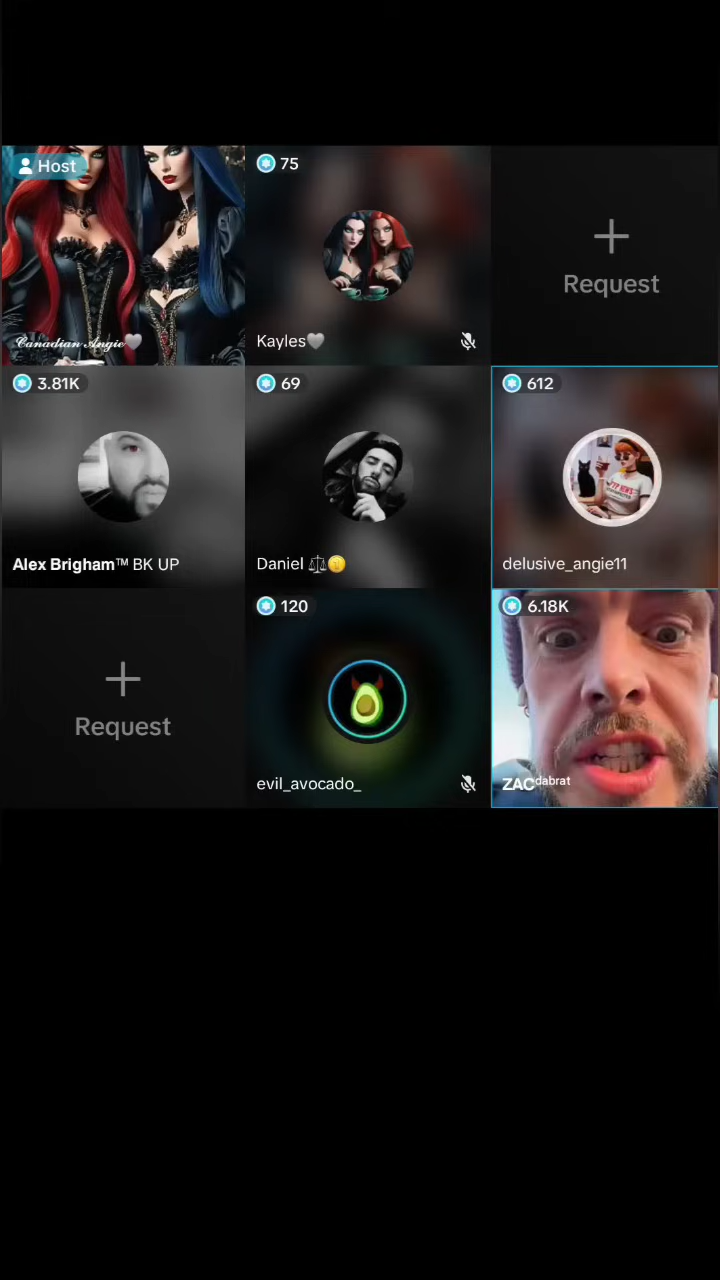 Host
75
Request
𝓒𝓪𝓷𝓪𝓭𝓲𝓪𝓷 𝓐𝓷𝓰𝓲𝓮🩶
Kayles🩶
3.81K
69
612
Alex Brigham™ BK UP
Daniel ⚖️🪙
delusive_angie11
120
6.18K
Request
evil_avocado_
ZACᵈᵃᵇʳᵃᵗ